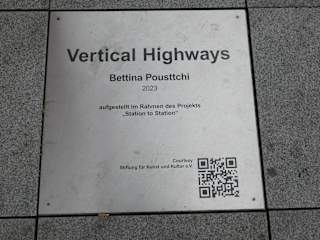 Vertical Highways
Bettina Pousttchi
2023
aufgestellt im Rahmen des Projekts
„Station to Station“
Courtesy
Stiftung für Kunst und Kultur e.V.